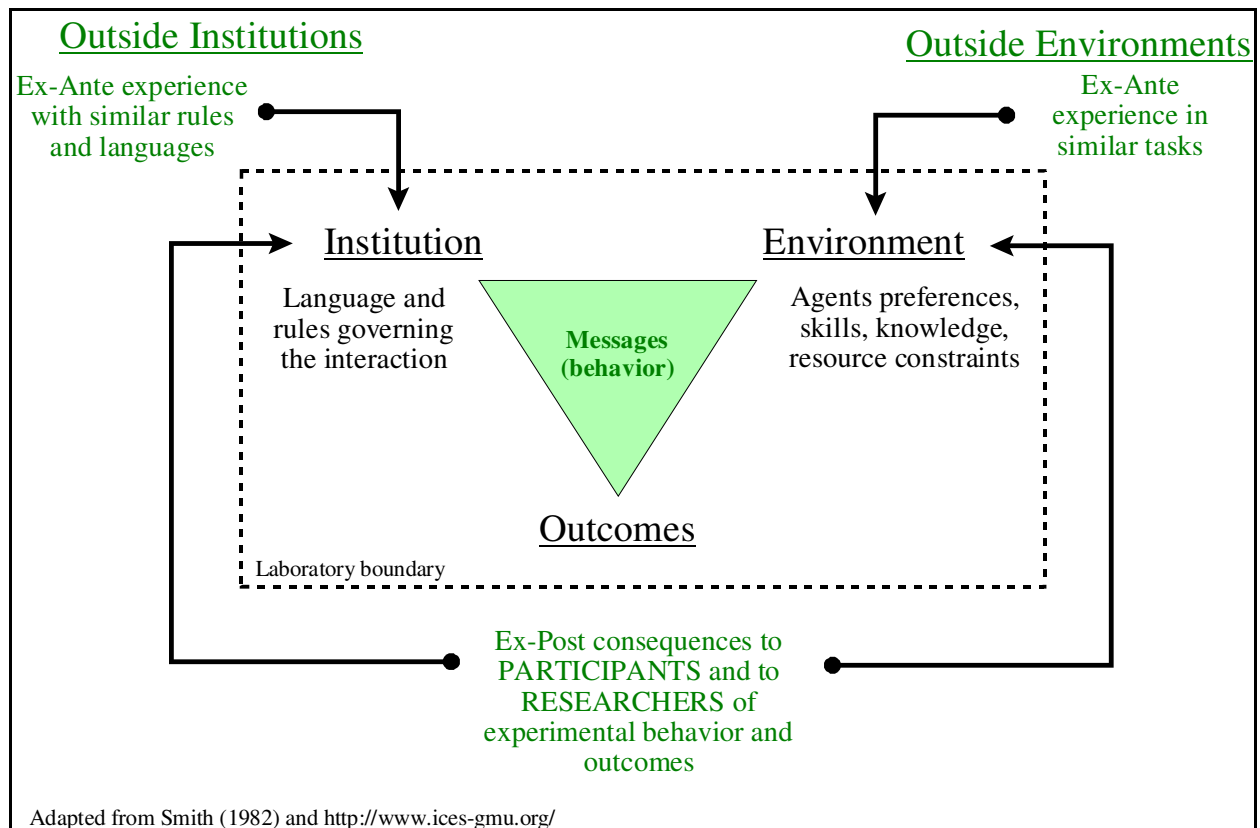 Outside Institutions
Ex-Ante experience
with similar rules
and languages
Outside Environments
Ex-Ante
experience in
similar tasks
Institution
Language and
rules governing
the interaction
Environment
Agents preferences,
skills, knowledge,
resource constraints
Messages
(behavior)
Outcomes
Laboratory boundary
Ex-Post consequences to
PARTICIPANTS and to
RESEARCHERS of
experimental behavior and
outcomes
Adapted from Smith (1982) and http://www.ices-gmu.org/